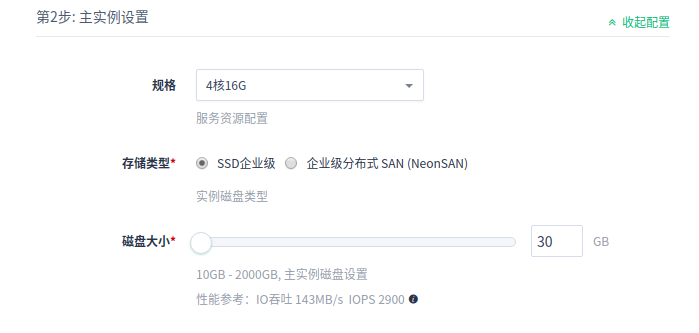 第2步: 主实例设置
收起配置
规格 4核16G
服务资源配置
存储类型* SSD企业级 企业级分布式 SAN (NeonSAN)
实例磁盘类型
磁盘大小* 30 GB
10GB - 2000GB, 主实例磁盘设置
性能参考：IO吞吐 143MB/s IOPS 2900